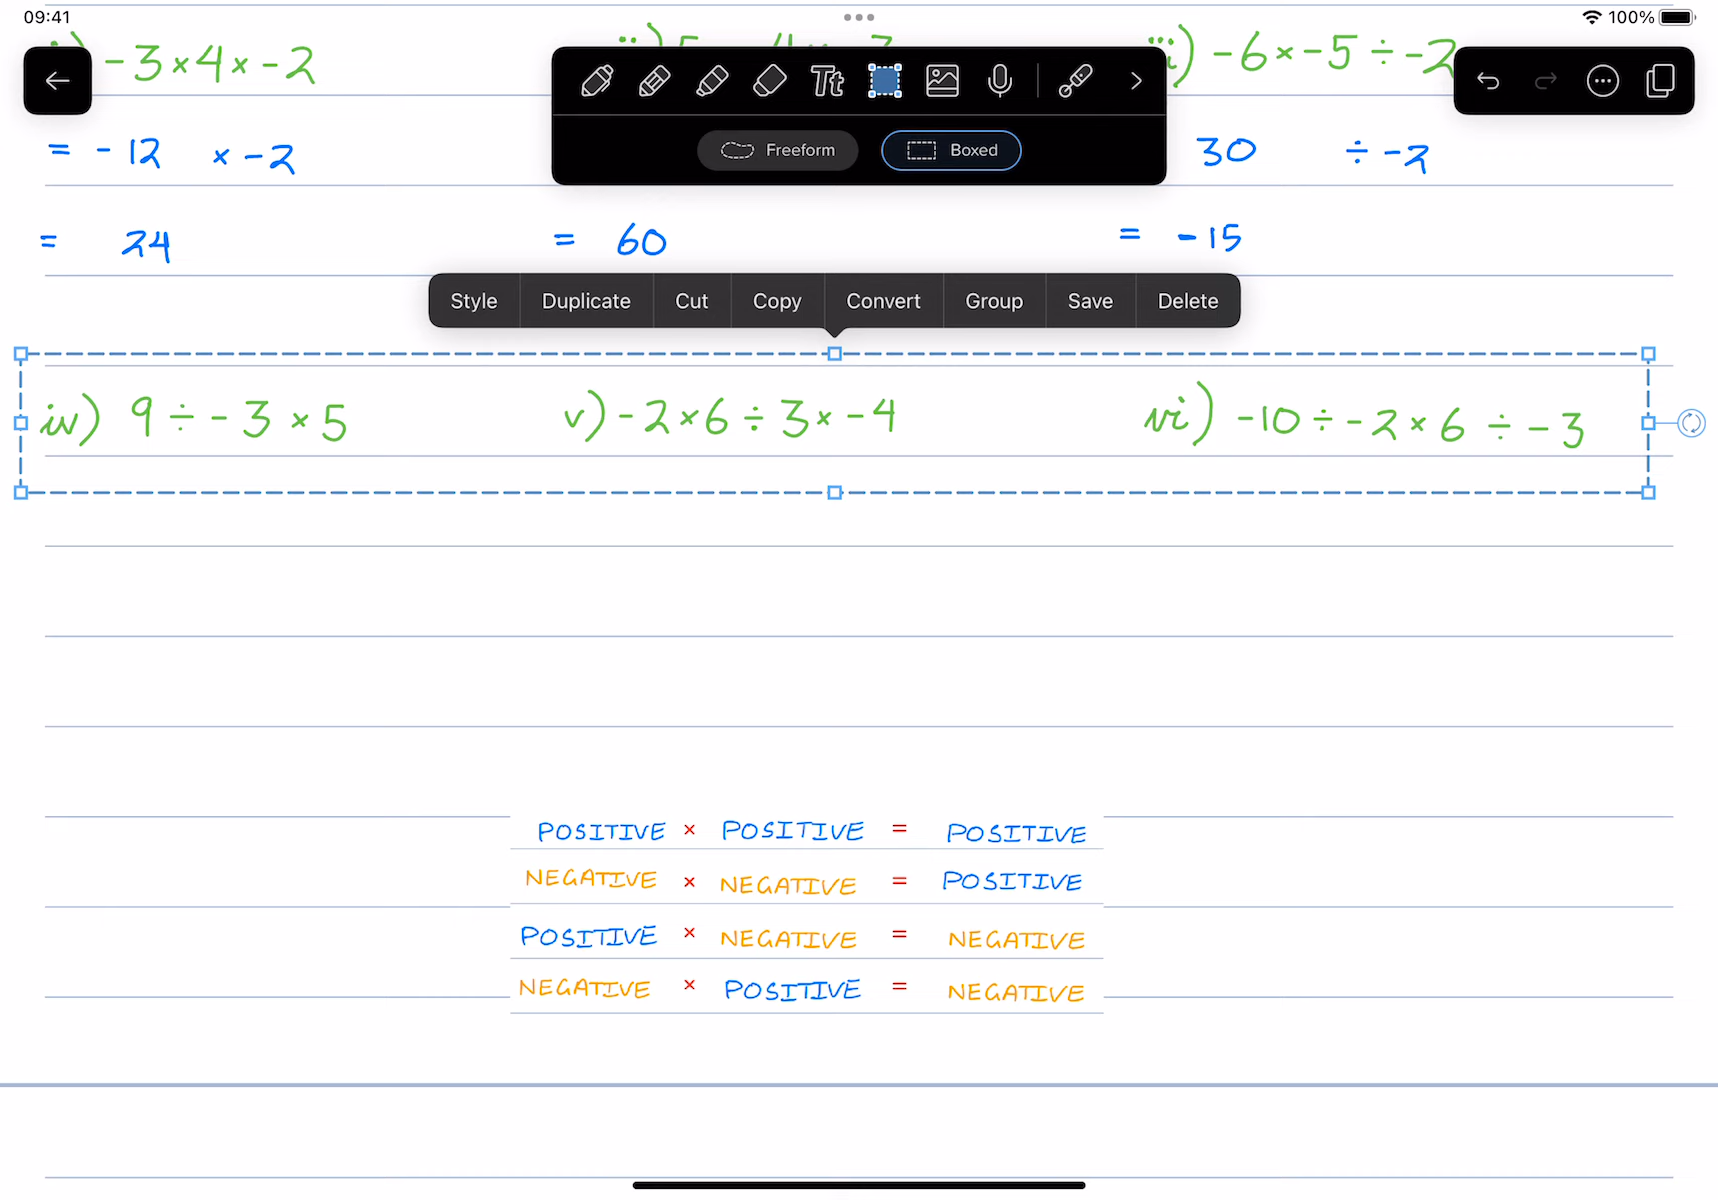 09:41 100%
-3×4×-2 -6×-5÷-2
Freeform Boxed
= -12 × -2 30 ÷ -2
= 24 = 60 = -15
Style Duplicate Cut Copy Convert Group Save Delete
iv) 9 ÷ -3 × 5 v) -2×6÷3×-4 vi) -10÷-2×6÷-3
POSITIVE × POSITIVE = POSITIVE
NEGATIVE × NEGATIVE = POSITIVE
POSITIVE × NEGATIVE = NEGATIVE
NEGATIVE × POSITIVE = NEGATIVE